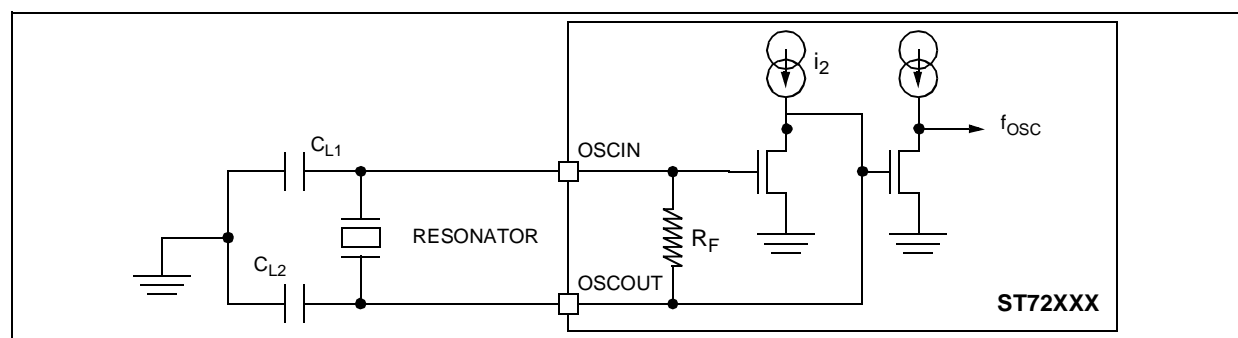 i2
fOSC
CL1
OSCIN
RESONATOR
RF
CL2
OSCOUT
ST72XXX